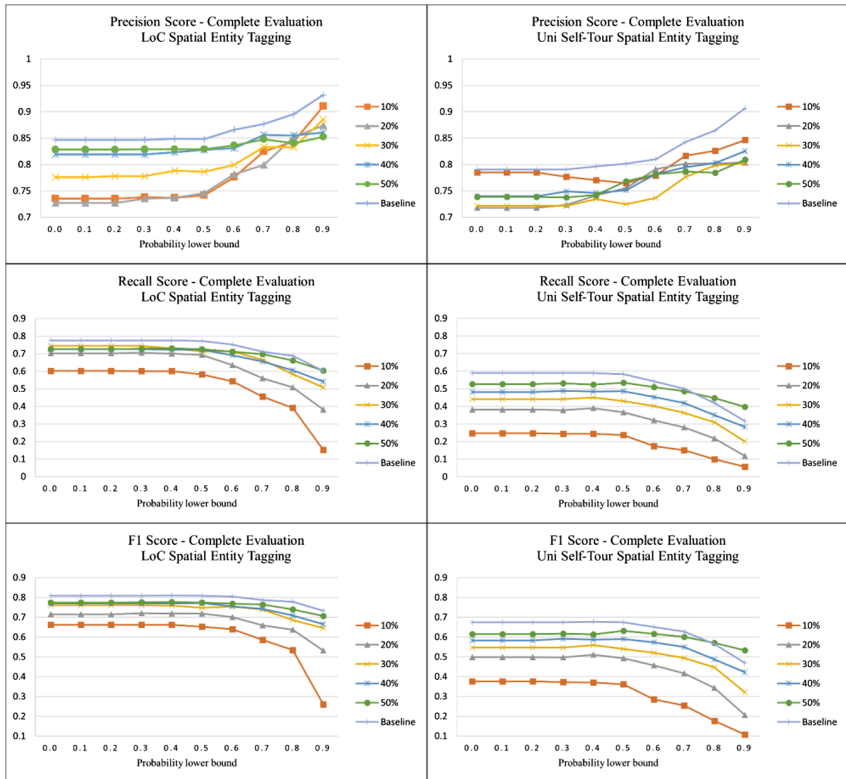 Precision Score - Complete Evaluation
LoC Spatial Entity Tagging
1
0.95
0.9
0.85
0.8
0.75
0.7
0.0 0.1 0.2 0.3 0.4 0.5 0.6 0.7 0.8 0.9
Probability lower bound
10%
20%
30%
40%
50%
Baseline
Precision Score - Complete Evaluation
Uni Self-Tour Spatial Entity Tagging
1
0.95
0.9
0.85
0.8
0.75
0.7
0.0 0.1 0.2 0.3 0.4 0.5 0.6 0.7 0.8 0.9
Probability lower bound
10%
20%
30%
40%
50%
Baseline
Recall Score - Complete Evaluation
LoC Spatial Entity Tagging
0.9
0.8
0.7
0.6
0.5
0.4
0.3
0.2
0.1
0
0.0 0.1 0.2 0.3 0.4 0.5 0.6 0.7 0.8 0.9
Probability lower bound
10%
20%
30%
40%
50%
Baseline
Recall Score - Complete Evaluation
Uni Self-Tour Spatial Entity Tagging
0.9
0.8
0.7
0.6
0.5
0.4
0.3
0.2
0.1
0
0.0 0.1 0.2 0.3 0.4 0.5 0.6 0.7 0.8 0.9
Probability lower bound
10%
20%
30%
40%
50%
Baseline
F1 Score - Complete Evaluation
LoC Spatial Entity Tagging
0.9
0.8
0.7
0.6
0.5
0.4
0.3
0.2
0.1
0.0 0.1 0.2 0.3 0.4 0.5 0.6 0.7 0.8 0.9
Probability lower bound
10%
20%
30%
40%
50%
Baseline
F1 Score - Complete Evaluation
Uni Self-Tour Spatial Entity Tagging
0.9
0.8
0.7
0.6
0.5
0.4
0.3
0.2
0.1
0.0 0.1 0.2 0.3 0.4 0.5 0.6 0.7 0.8 0.9
Probability lower bound
10%
20%
30%
40%
50%
Baseline